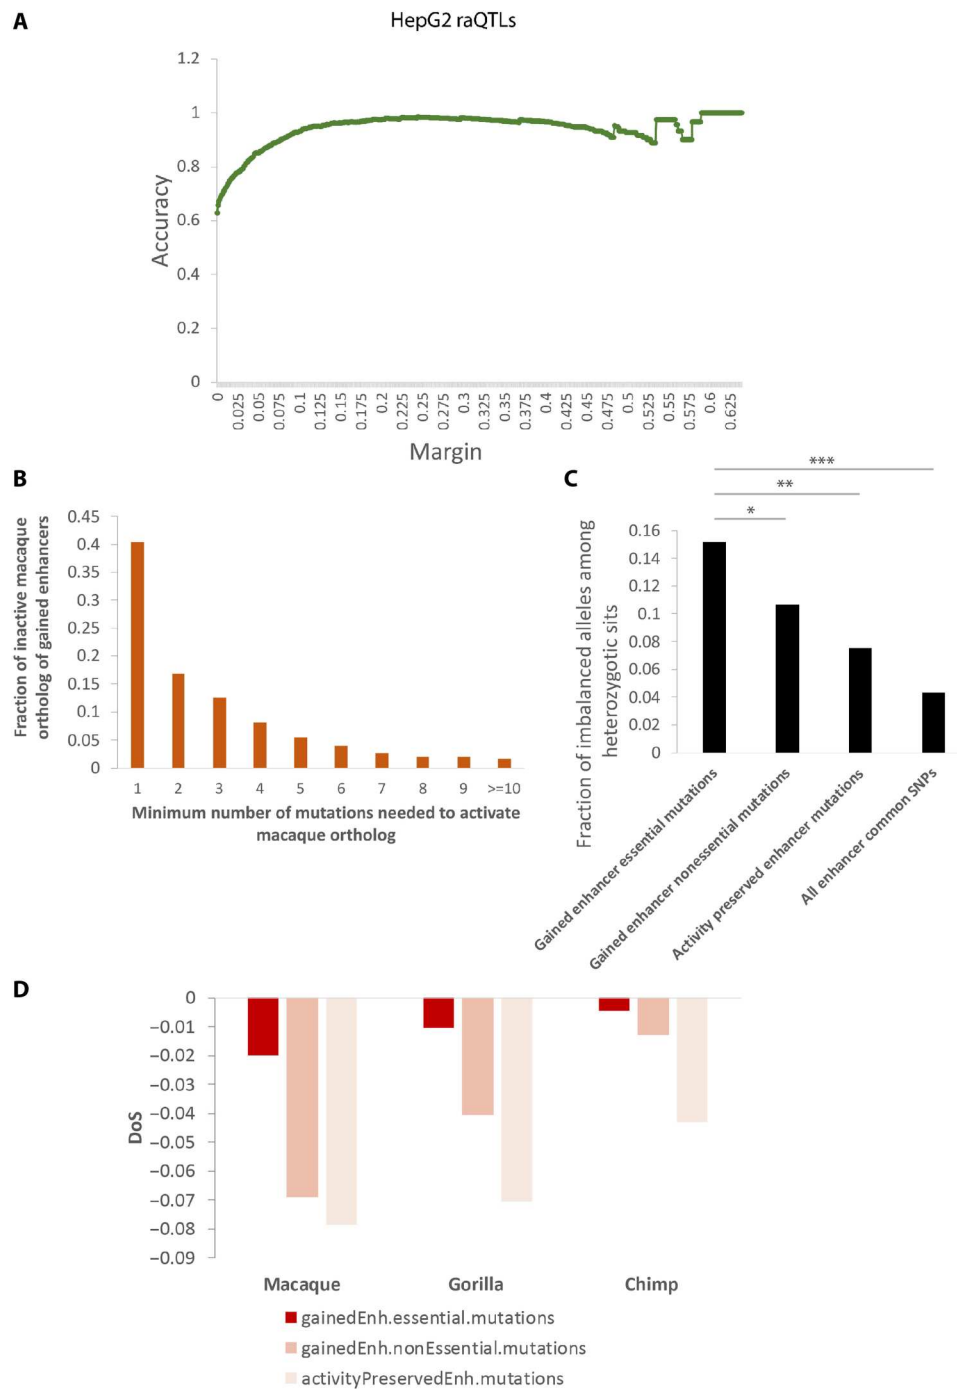 A
HepG2 raQTLs
1.2
1
0.8
0.6
0.4
0.2
0
Accuracy
0
0.025
0.05
0.075
0.1
0.125
0.15
0.175
0.2
0.225
0.25
0.275
0.3
0.325
0.35
0.375
0.4
0.425
0.45
0.475
0.5
0.525
0.55
0.575
0.6
0.625
Margin
B
Fraction of inactive macaque
ortholog of gained enhancers
0.45
0.4
0.35
0.3
0.25
0.2
0.15
0.1
0.05
0
1 2 3 4 5 6 7 8 9 >=10
Minimum number of mutations needed to activate
macaque ortholog
C
***
**
*
Fraction of imbalanced alleles among
heterozygotic sits
0.16
0.14
0.12
0.1
0.08
0.06
0.04
0.02
0
Gained enhancer essential mutations
Gained enhancer nonessential mutations
Activity preserved enhancer mutations
All enhancer common SNPs
D
DoS
0
−0.01
−0.02
−0.03
−0.04
−0.05
−0.06
−0.07
−0.08
−0.09
Macaque Gorilla Chimp
gainedEnh.essential.mutations
gainedEnh.nonEssential.mutations
activityPreservedEnh.mutations